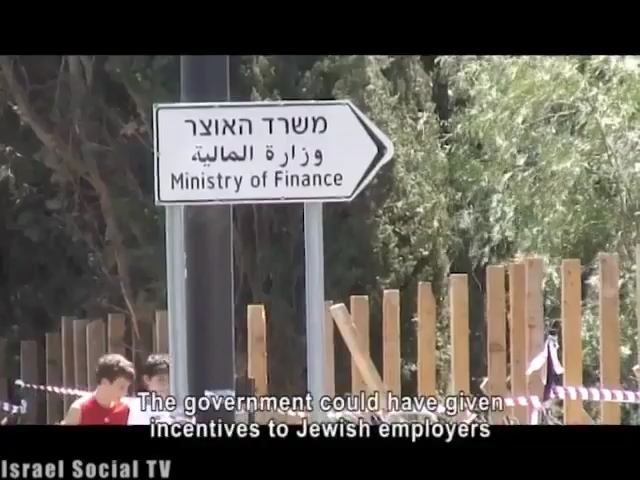 משרד האוצר
وزارة المالية
Ministry of Finance
The government could have given
incentives to Jewish employers
Israel Social TV